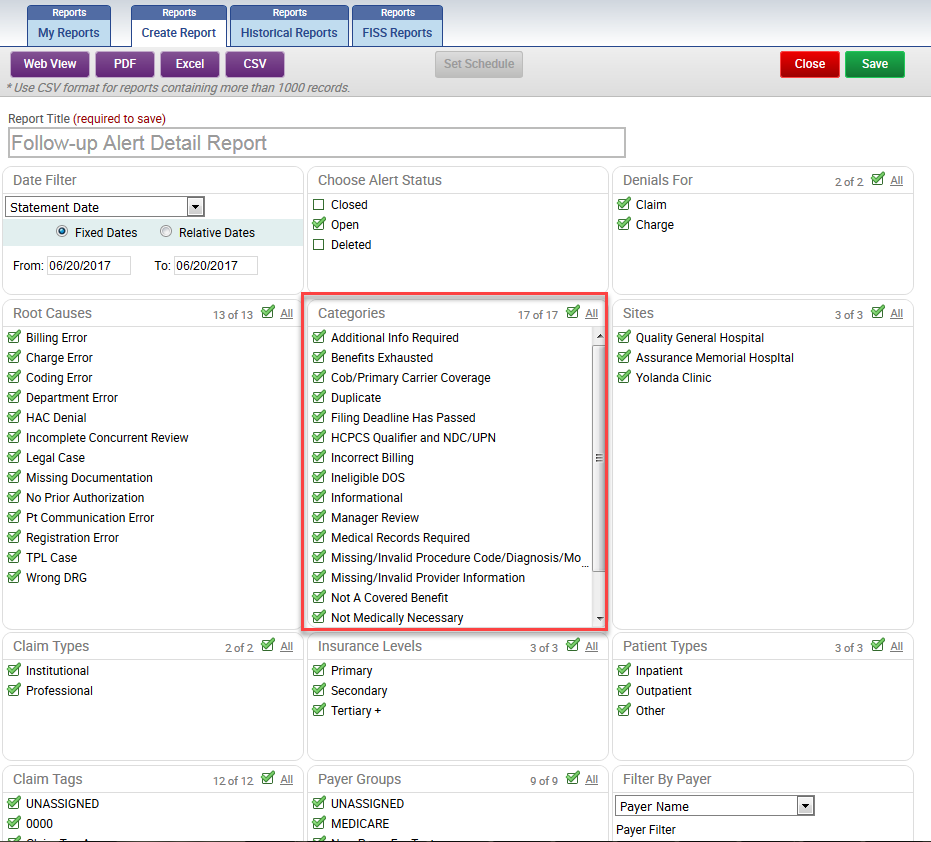 Reports Reports Reports Reports
My Reports Create Report Historical Reports FISS Reports
Web View PDF Excel CSV Set Schedule Close Save
* Use CSV format for reports containing more than 1000 records.
Report Title (required to save)
Follow-up Alert Detail Report
Date Filter
Statement Date
Fixed Dates Relative Dates
From: 06/20/2017 To: 06/20/2017
Choose Alert Status
Closed
Open
Deleted
Denials For 2 of 2 All
Claim
Charge
Root Causes 13 of 13 All
Billing Error
Charge Error
Coding Error
Department Error
HAC Denial
Incomplete Concurrent Review
Legal Case
Missing Documentation
No Prior Authorization
Pt Communication Error
Registration Error
TPL Case
Wrong DRG
Categories 17 of 17 All
Additional Info Required
Benefits Exhausted
Cob/Primary Carrier Coverage
Duplicate
Filing Deadline Has Passed
HCPCS Qualifier and NDC/UPN
Incorrect Billing
Ineligible DOS
Informational
Manager Review
Medical Records Required
Missing/Invalid Procedure Code/Diagnosis/Mo...
Missing/Invalid Provider Information
Not A Covered Benefit
Not Medically Necessary
Sites 3 of 3 All
Quality General Hospital
Assurance Memorial Hospital
Yolanda Clinic
Claim Types 2 of 2 All
Institutional
Professional
Insurance Levels 3 of 3 All
Primary
Secondary
Tertiary +
Patient Types 3 of 3 All
Inpatient
Outpatient
Other
Claim Tags 12 of 12 All
UNASSIGNED
0000
Payer Groups 9 of 9 All
UNASSIGNED
MEDICARE
Filter By Payer
Payer Name
Payer Filter